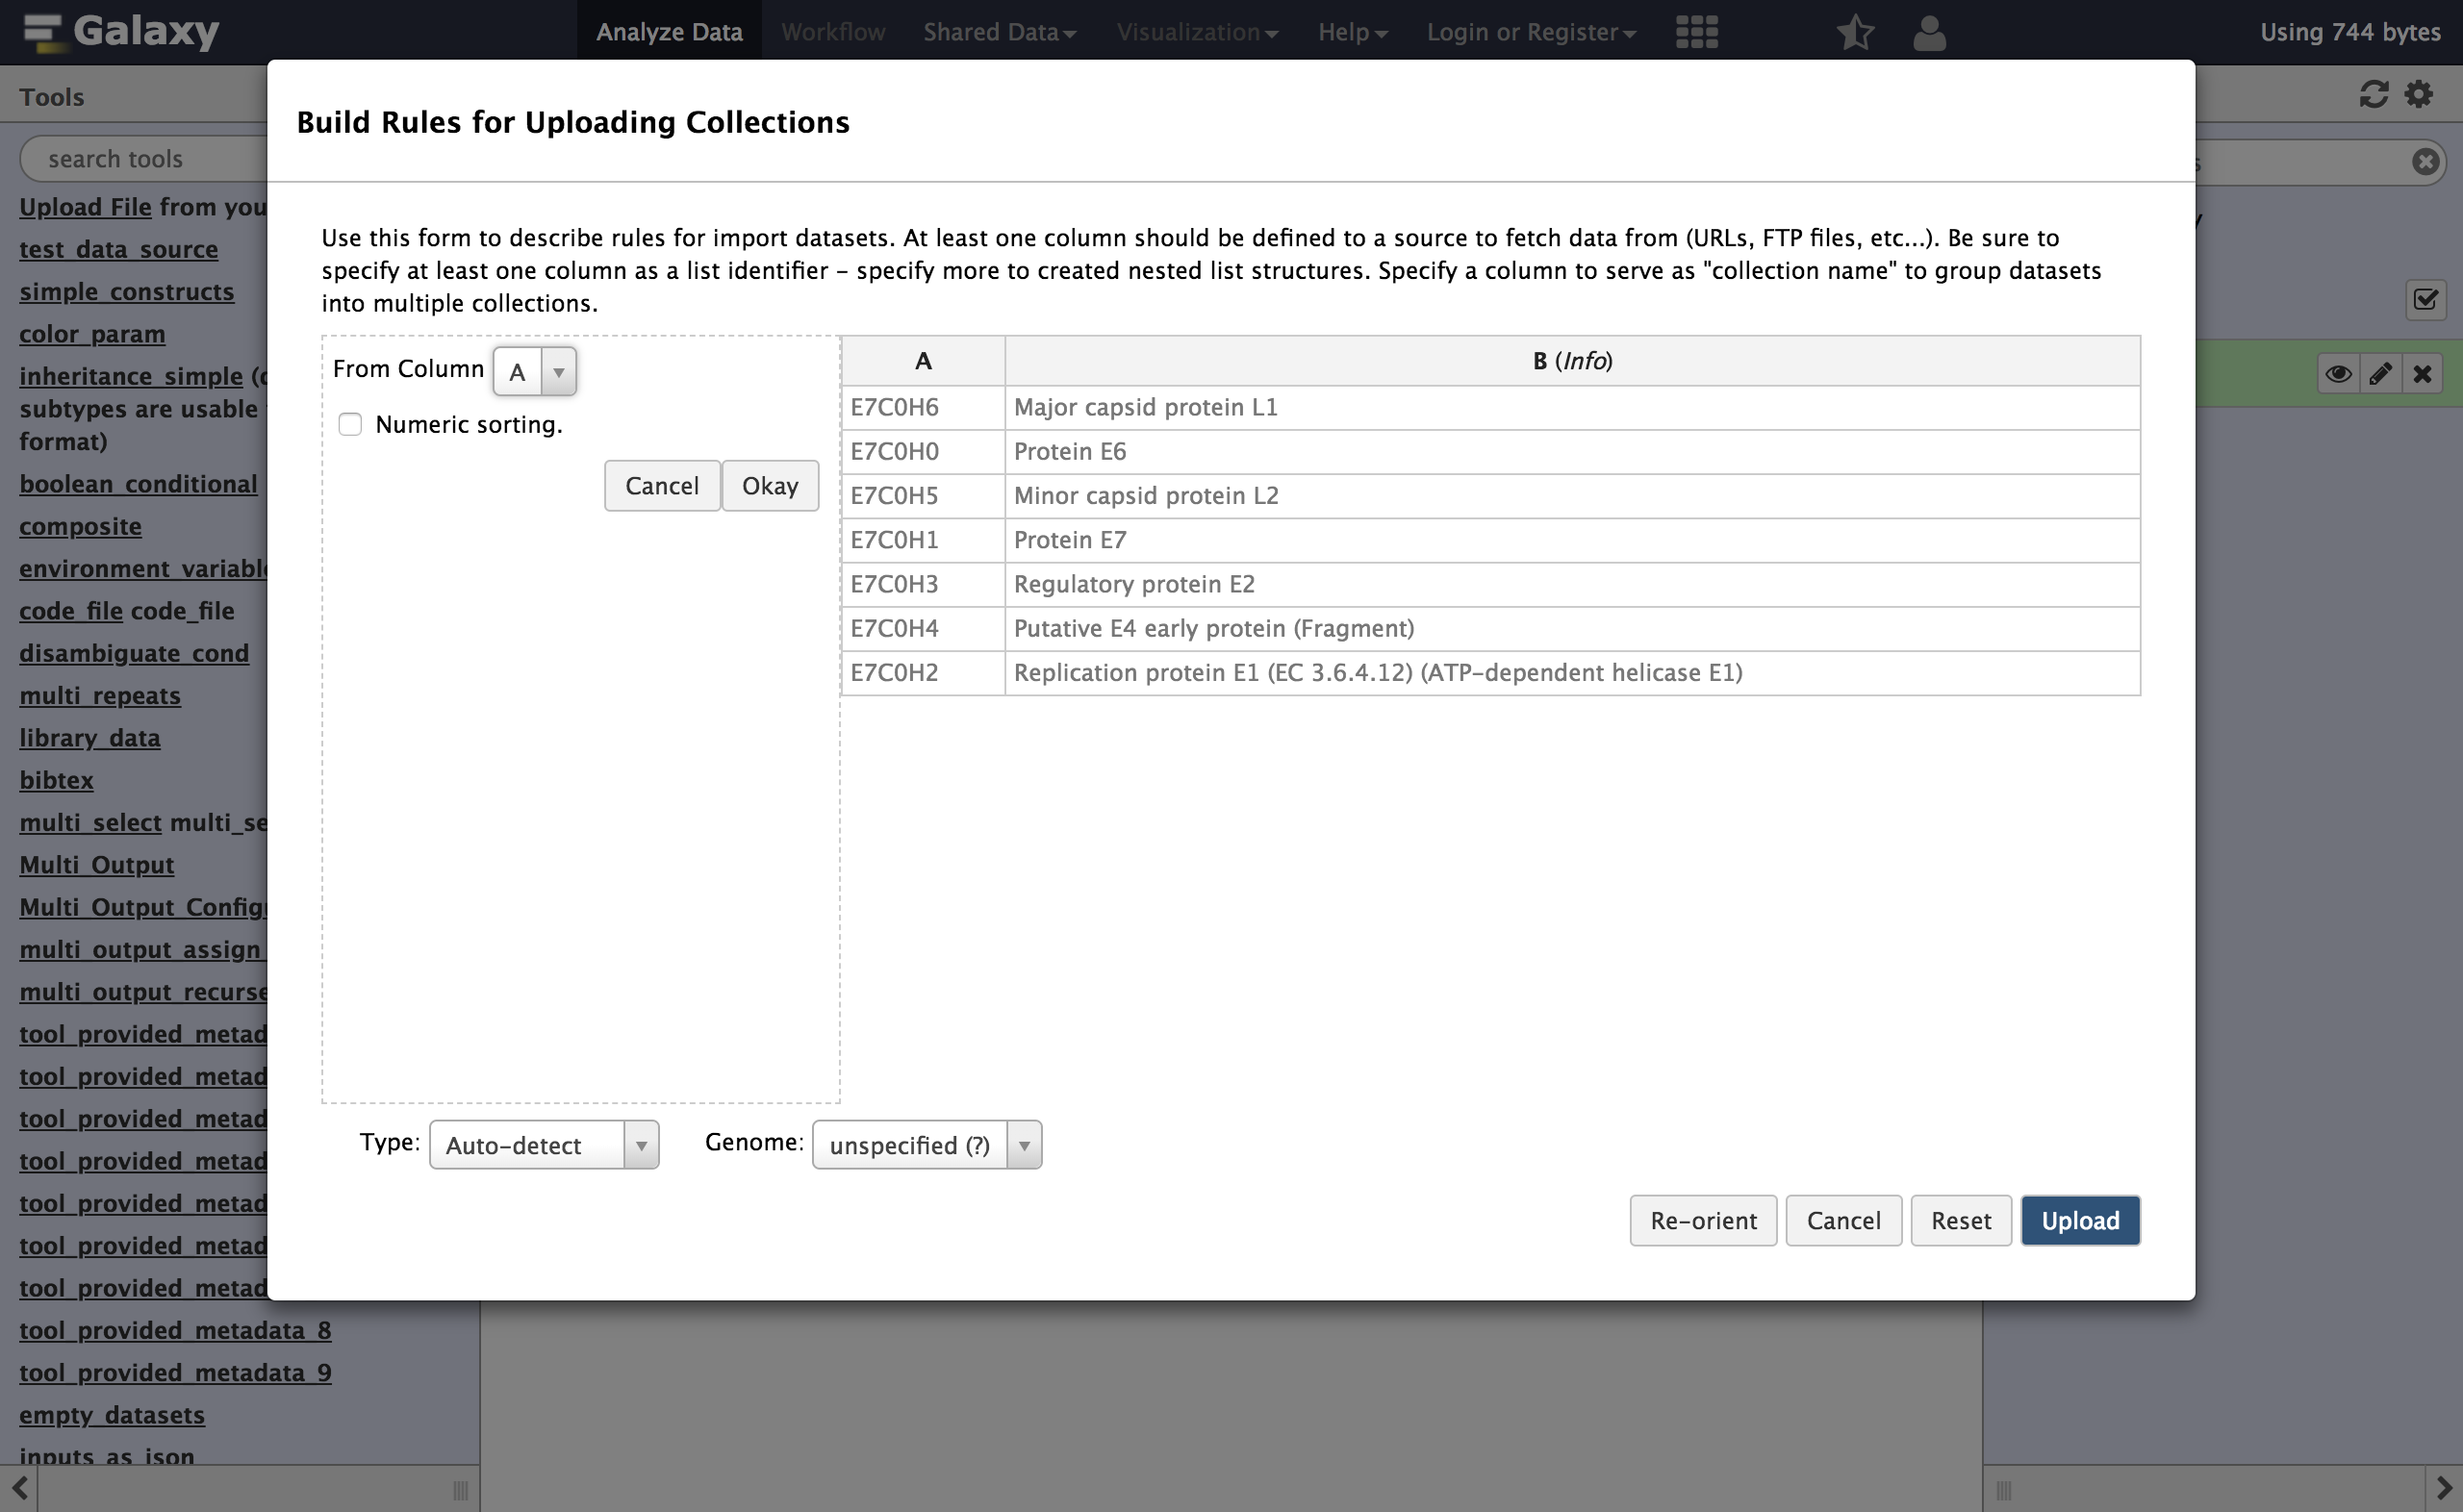 Galaxy
Analyze Data
Workflow
Shared Data
Visualization
Help
Login or Register
Using 744 bytes
Tools
search tools
Upload File from you
test_data_source
simple_constructs
color_param
inheritance_simple
subtypes are usable
format)
boolean_conditional
composite
environment_variabl
code_file code_file
disambiguate_cond
multi_repeats
library_data
bibtex
multi_select multi_se
Multi_Output
Multi_Output_Config
multi_output_assign_
multi_output_recurse
tool_provided_metad
tool_provided_metad
tool_provided_metad
tool_provided_metad
tool_provided_metad
tool_provided_metad
tool_provided_metad
tool_provided_metadata_8
tool_provided_metadata_9
empty_datasets
inputs_as_json
Build Rules for Uploading Collections
Use this form to describe rules for import datasets. At least one column should be defined to a source to fetch data from (URLs, FTP files, etc...). Be sure to
specify at least one column as a list identifier - specify more to created nested list structures. Specify a column to serve as "collection name" to group datasets
into multiple collections.
From Column A
Numeric sorting.
Cancel Okay
A B (Info)
E7C0H6 Major capsid protein L1
E7C0H0 Protein E6
E7C0H5 Minor capsid protein L2
E7C0H1 Protein E7
E7C0H3 Regulatory protein E2
E7C0H4 Putative E4 early protein (Fragment)
E7C0H2 Replication protein E1 (EC 3.6.4.12) (ATP-dependent helicase E1)
Type: Auto-detect Genome: unspecified (?)
Re-orient Cancel Reset Upload